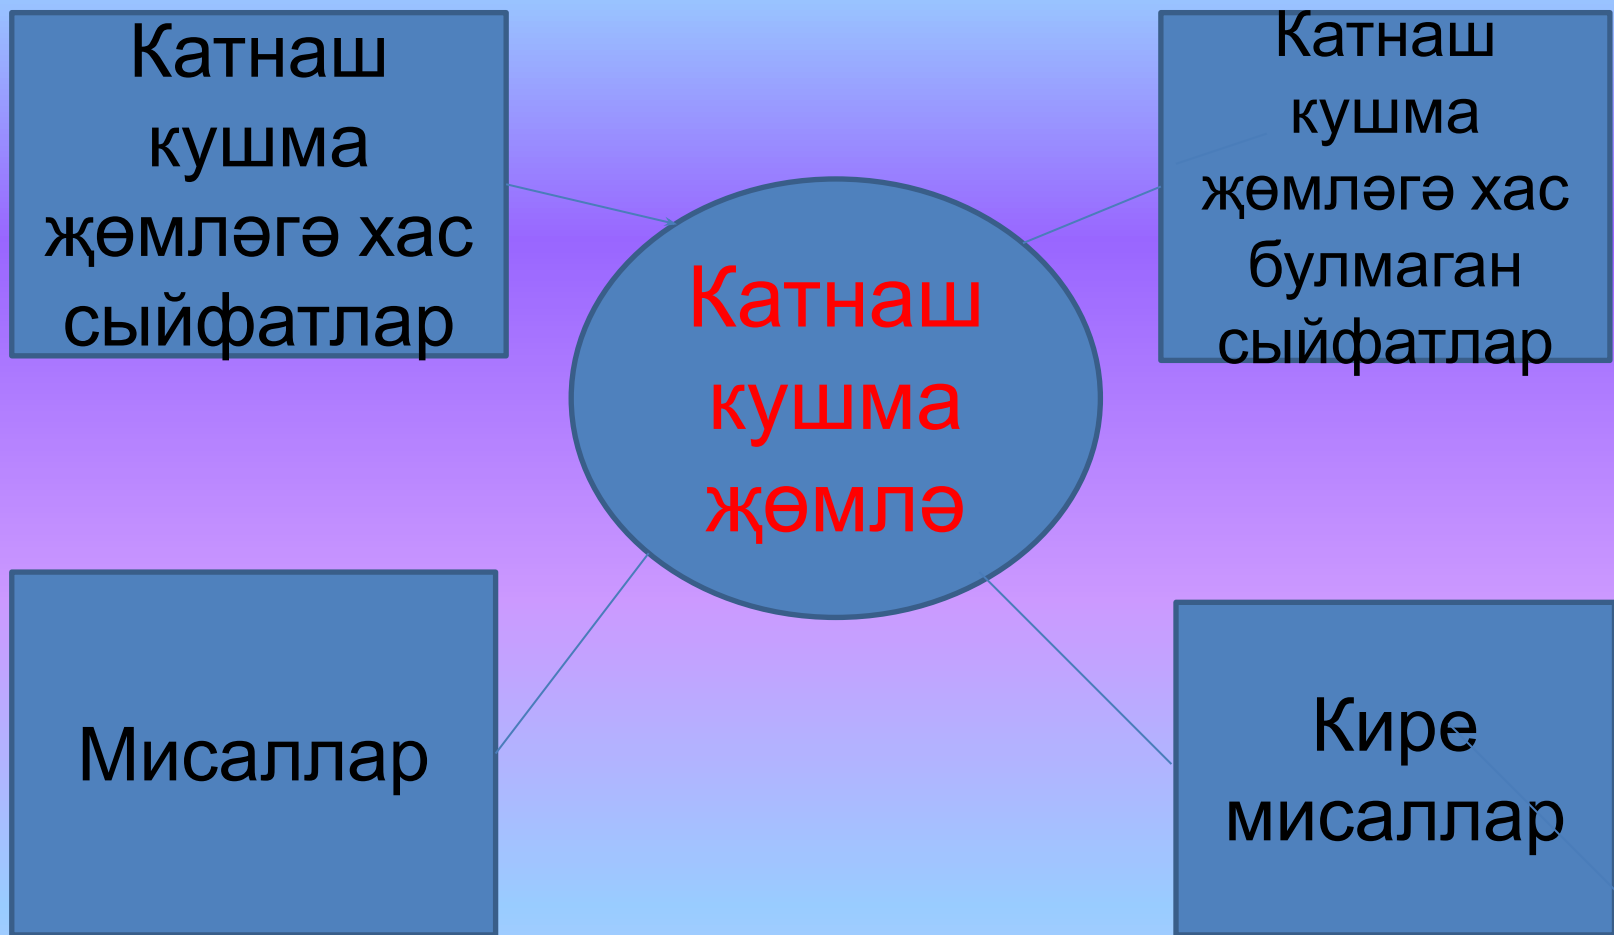 Катнаш
кушма
җөмләгә хас
сыйфатлар
Катнаш
кушма
җөмләгә хас
булмаган
сыйфатлар
Катнаш
кушма
җөмлә
Мисаллар
Кире
мисаллар